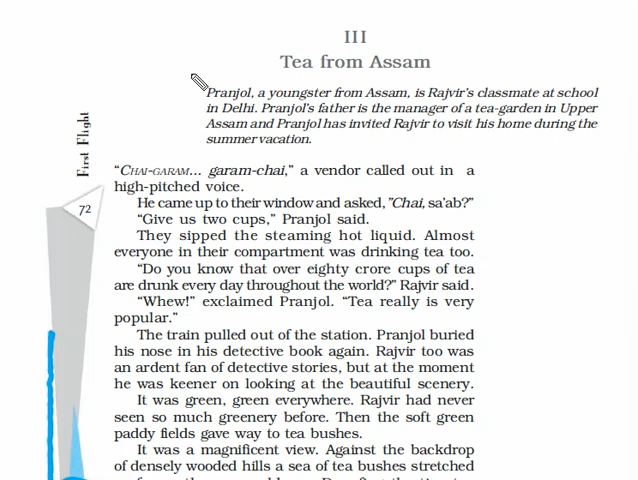 III
Tea from Assam
Pranjol, a youngster from Assam, is Rajvir's classmate at school
in Delhi. Pranjol's father is the manager of a tea-garden in Upper
Assam and Pranjol has invited Rajvir to visit his home during the
summer vacation.
First Flight
72
“CHAI-GARAM... garam-chai,” a vendor called out in a
high-pitched voice.
He came up to their window and asked, ”Chai, sa'ab?”
“Give us two cups,” Pranjol said.
They sipped the steaming hot liquid. Almost
everyone in their compartment was drinking tea too.
“Do you know that over eighty crore cups of tea
are drunk every day throughout the world?” Rajvir said.
“Whew!” exclaimed Pranjol. “Tea really is very
popular.”
The train pulled out of the station. Pranjol buried
his nose in his detective book again. Rajvir too was
an ardent fan of detective stories, but at the moment
he was keener on looking at the beautiful scenery.
It was green, green everywhere. Rajvir had never
seen so much greenery before. Then the soft green
paddy fields gave way to tea bushes.
It was a magnificent view. Against the backdrop
of densely wooded hills a sea of tea bushes stretched